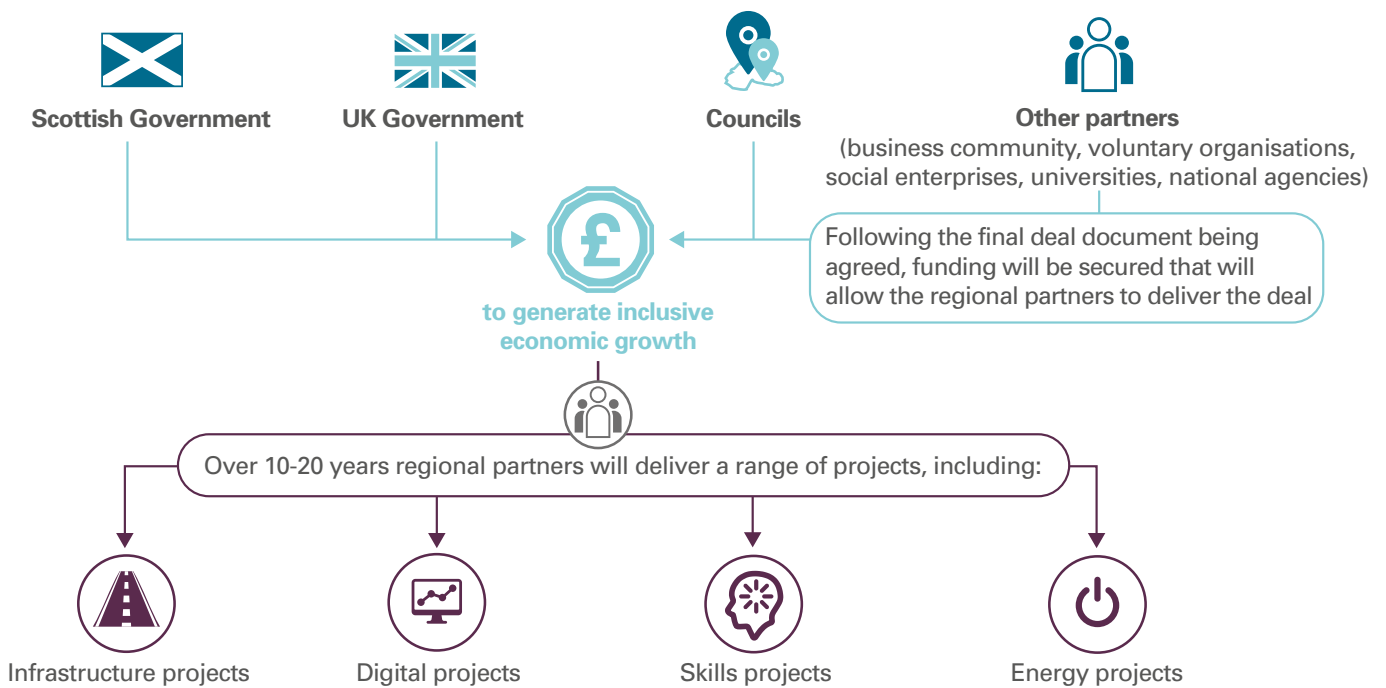 Scottish Government
UK Government
Councils
Other partners
(business community, voluntary organisations,
social enterprises, universities, national agencies)
£
Following the final deal document being
agreed, funding will be secured that will
allow the regional partners to deliver the deal
to generate inclusive
economic growth
Over 10-20 years regional partners will deliver a range of projects, including:
Infrastructure projects
Digital projects
Skills projects
Energy projects